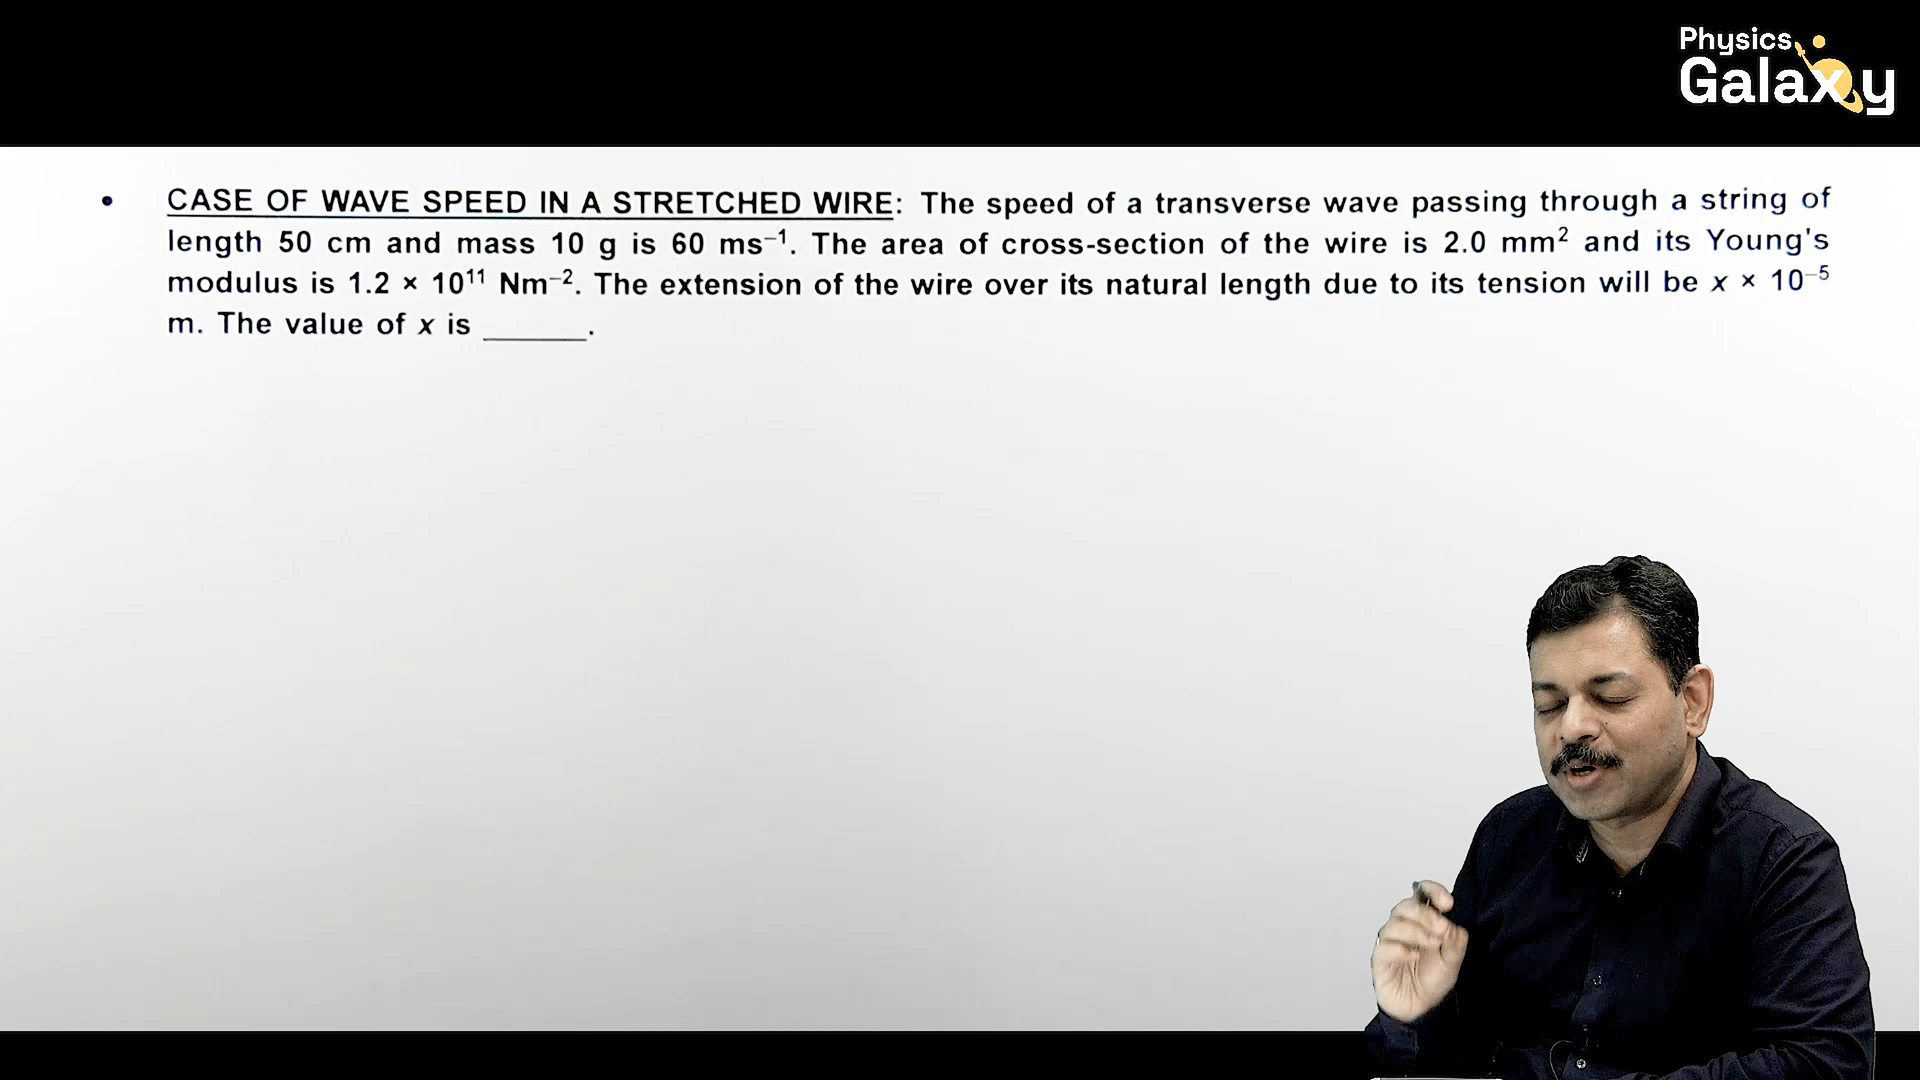 Physics
Galaxy
• CASE OF WAVE SPEED IN A STRETCHED WIRE: The speed of a transverse wave passing through a string of
length 50 cm and mass 10 g is 60 ms⁻¹. The area of cross-section of the wire is 2.0 mm² and its Young's
modulus is 1.2 × 10¹¹ Nm⁻². The extension of the wire over its natural length due to its tension will be x × 10⁻⁵
m. The value of x is ______.